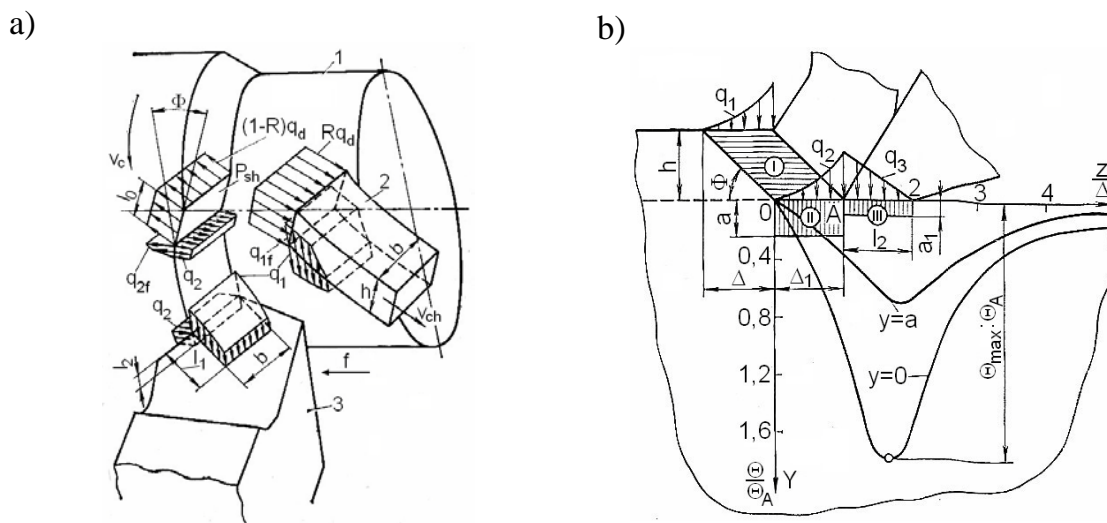 a)
1
Φ
(1-R)q_d
Rq_d
v_c
P_sh
l_0
2
q_1f
q_2f
q_2
q_1
b
h
v_ch
q_2
l_2
l_1
b
f
3
b)
q_1
h
I
q_2
q_3
Φ
0
II
A
III
2
3
4
Z
Δ
a
l_2
a_1
0,4
Δ
Δ_1
y=a
0,8
Θ_max:Θ_A
1,2
y=0
1,6
Θ
Θ_A
Y